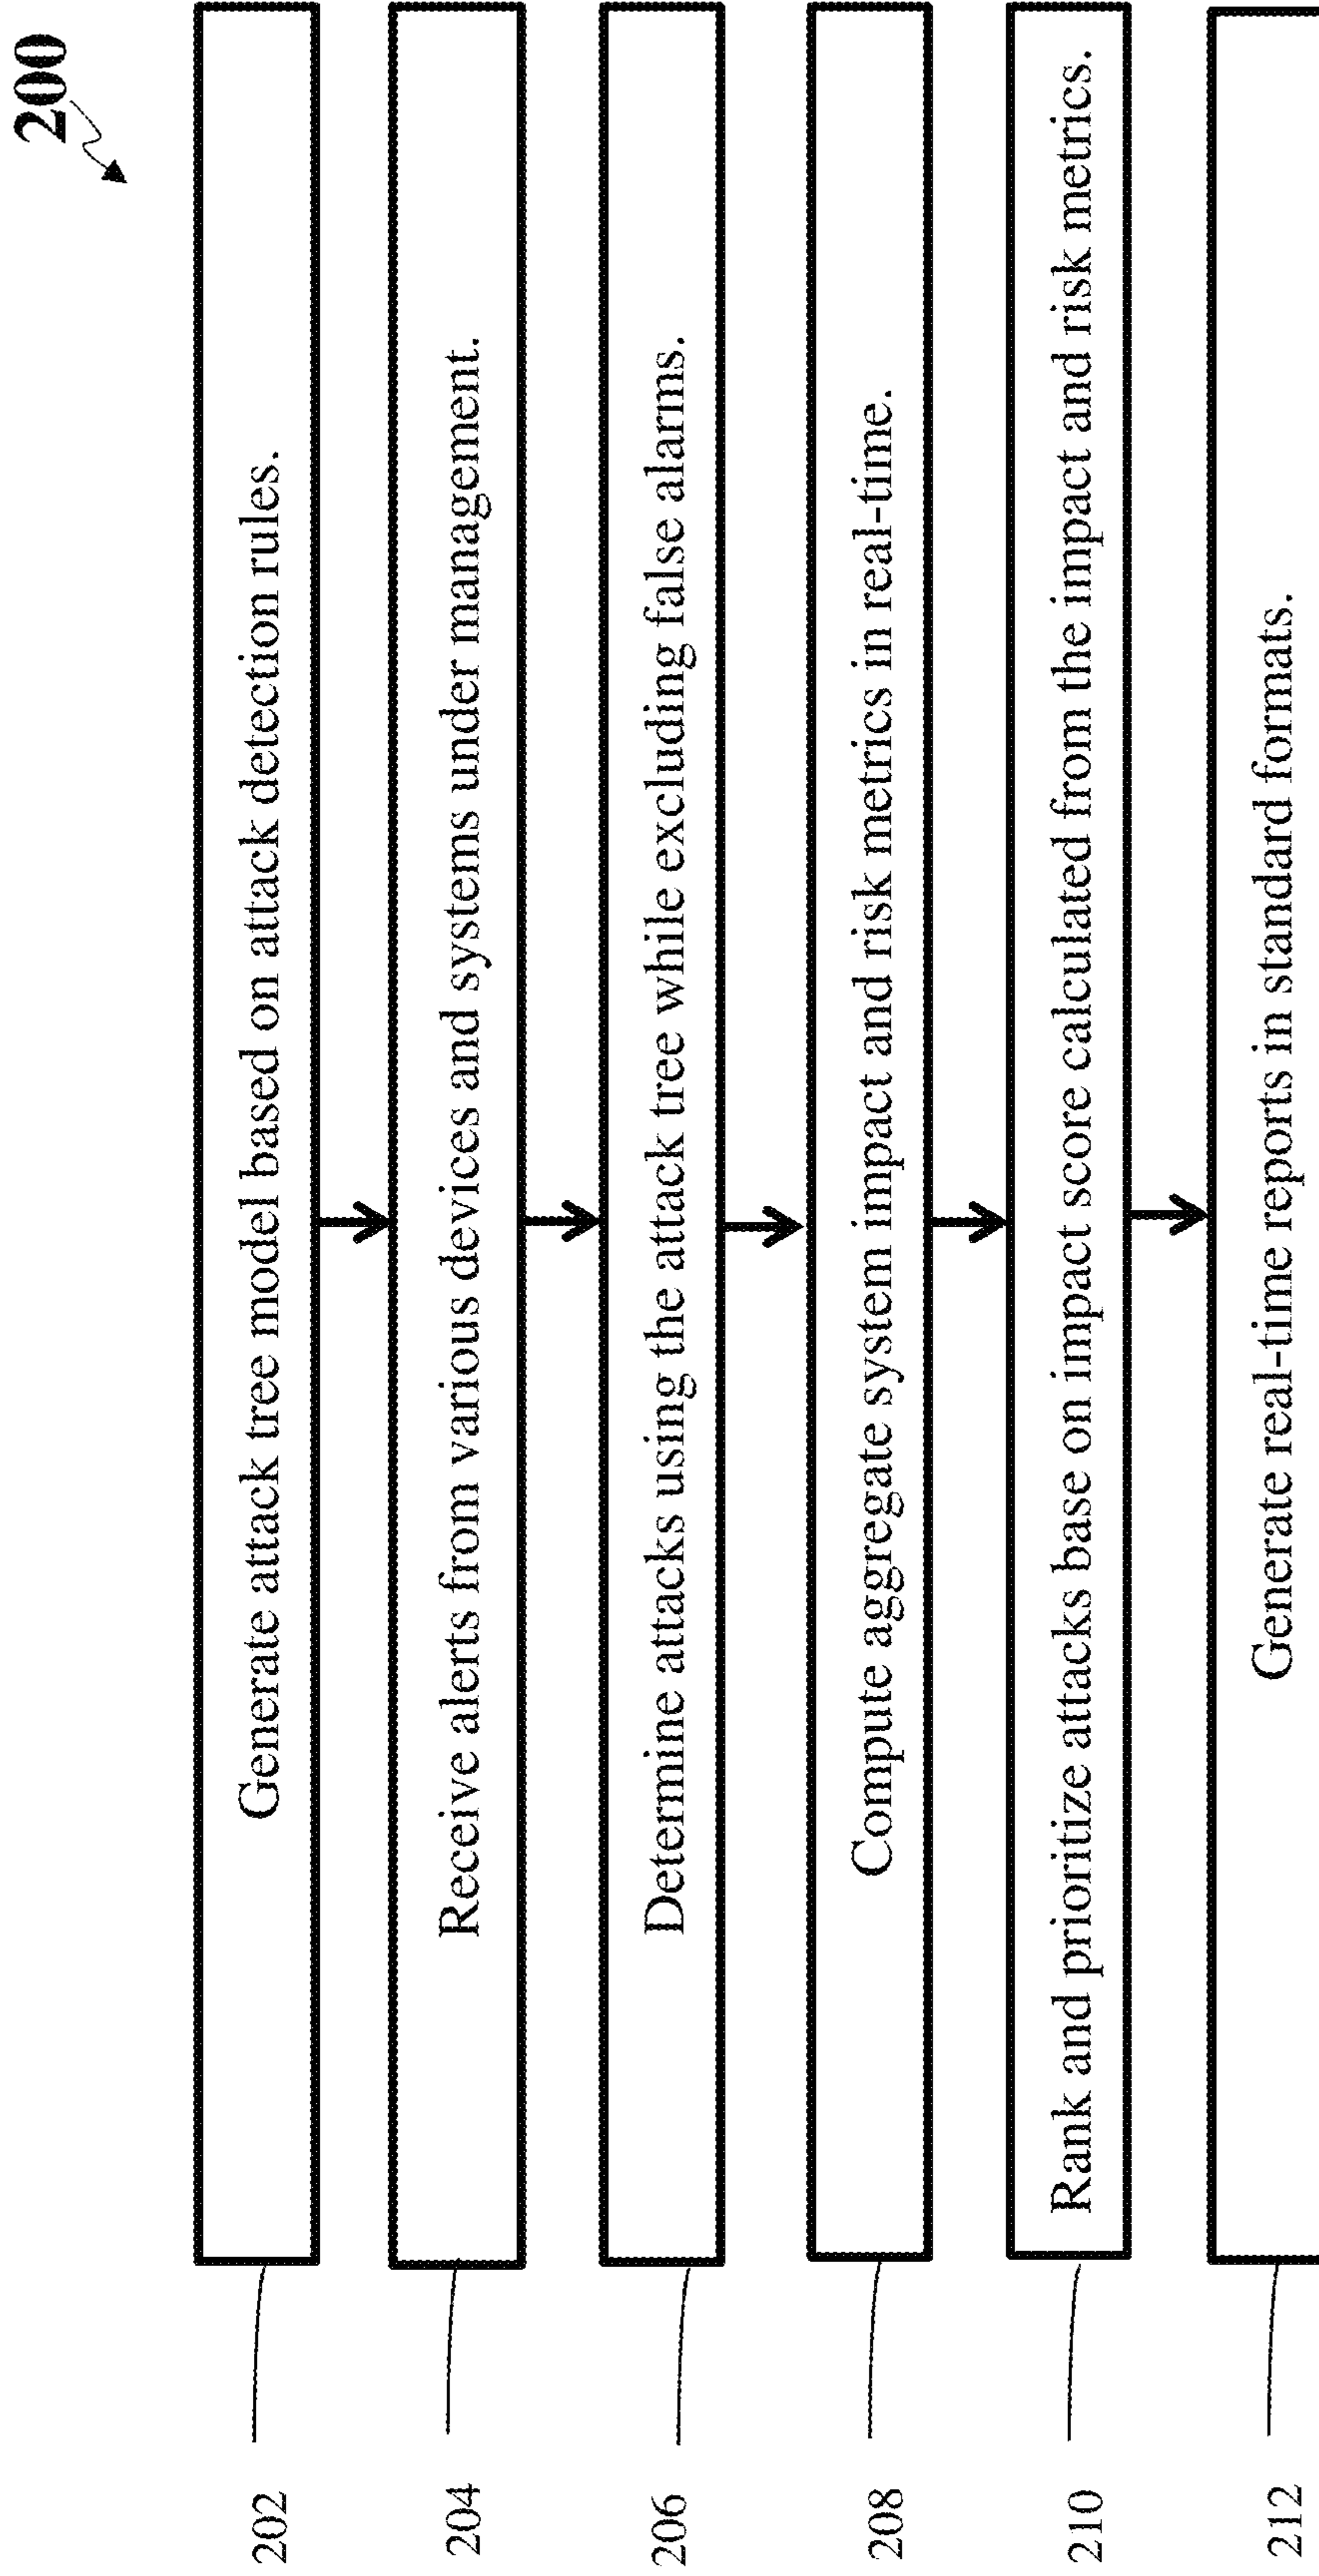 200
202
Generate attack tree model based on attack detection rules.
204
Receive alerts from various devices and systems under management.
206
Determine attacks using the attack tree while excluding false alarms.
208
Compute aggregate system impact and risk metrics in real-time.
210
Rank and prioritize attacks base on impact score calculated from the impact and risk metrics.
212
Generate real-time reports in standard formats.